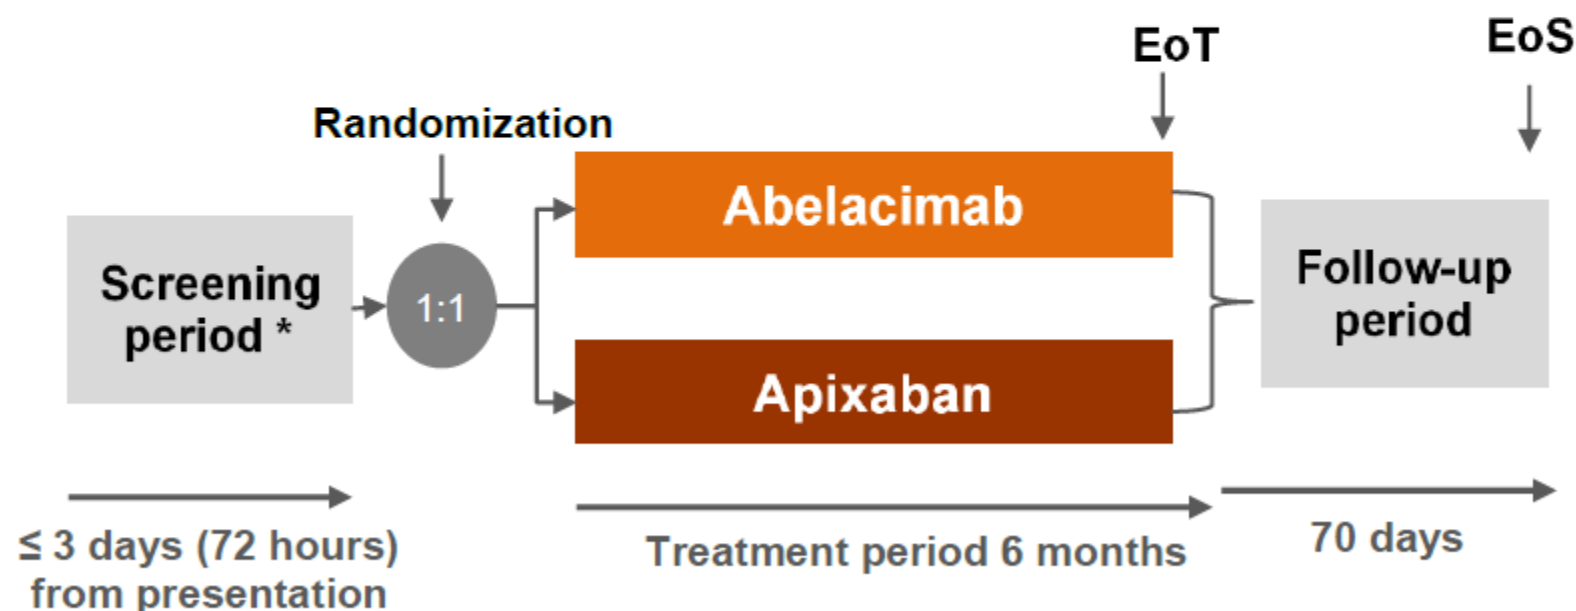 EoT
EoS
Randomization
Abelacimab
Screening
period *
1:1
Follow-up
period
Apixaban
≤ 3 days (72 hours)
from presentation
Treatment period 6 months
70 days